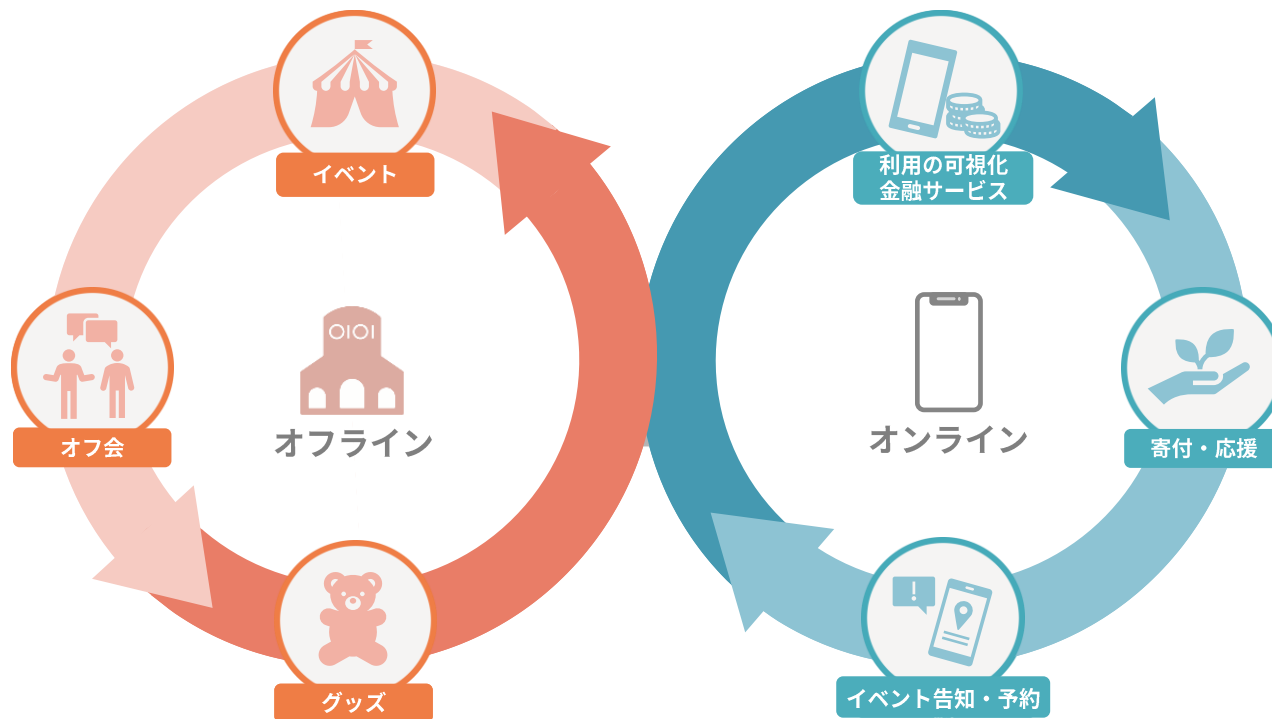 イベント
利用の可視化
金融サービス
OIOI
オフ会
オフライン
オンライン
寄付・応援
!
グッズ
イベント告知・予約